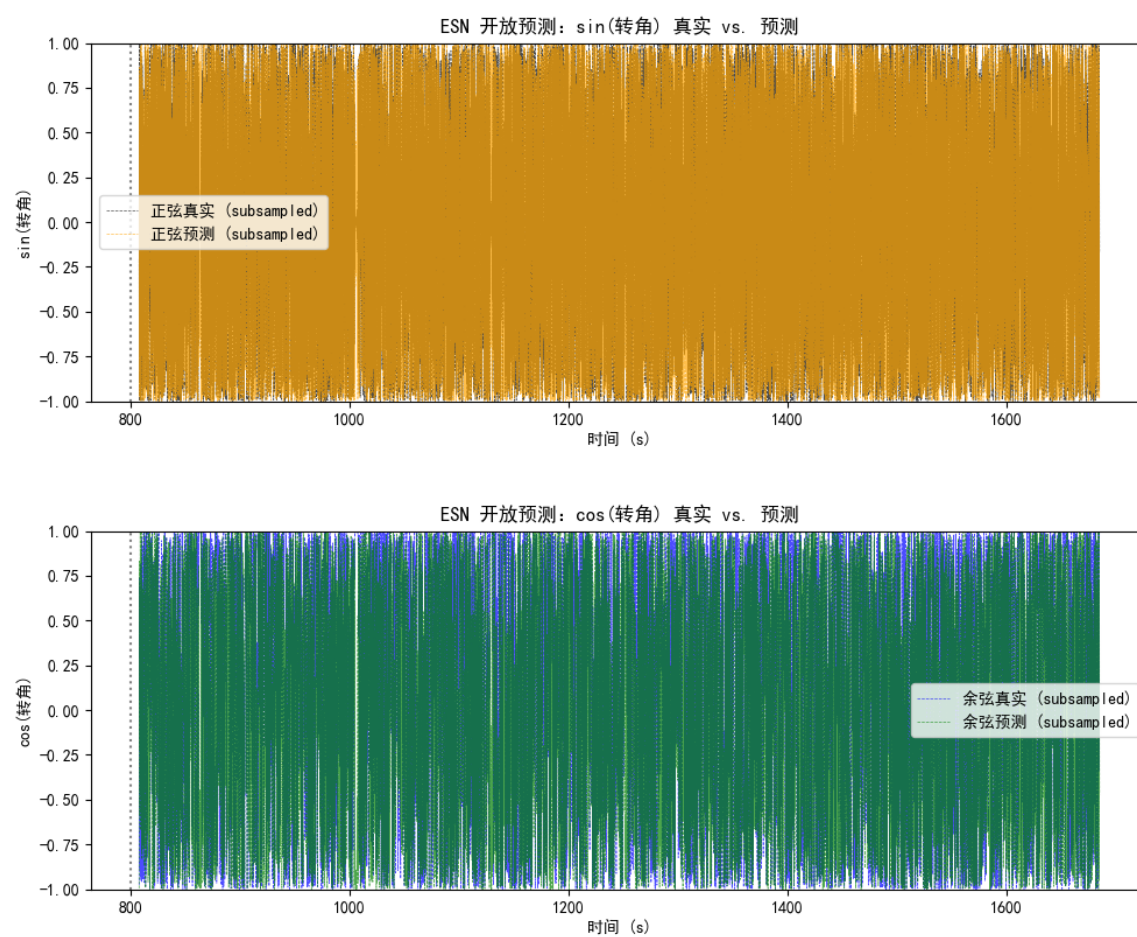 ESN 开放预测：sin(转角) 真实 vs. 预测
1.00
0.75
0.50
0.25
0.00
−0.25
−0.50
−0.75
−1.00
sin(转角)
正弦真实 (subsampled)
正弦预测 (subsampled)
800 1000 1200 1400 1600
时间 (s)
ESN 开放预测：cos(转角) 真实 vs. 预测
1.00
0.75
0.50
0.25
0.00
−0.25
−0.50
−0.75
−1.00
cos(转角)
余弦真实 (subsampled)
余弦预测 (subsampled)
800 1000 1200 1400 1600
时间 (s)